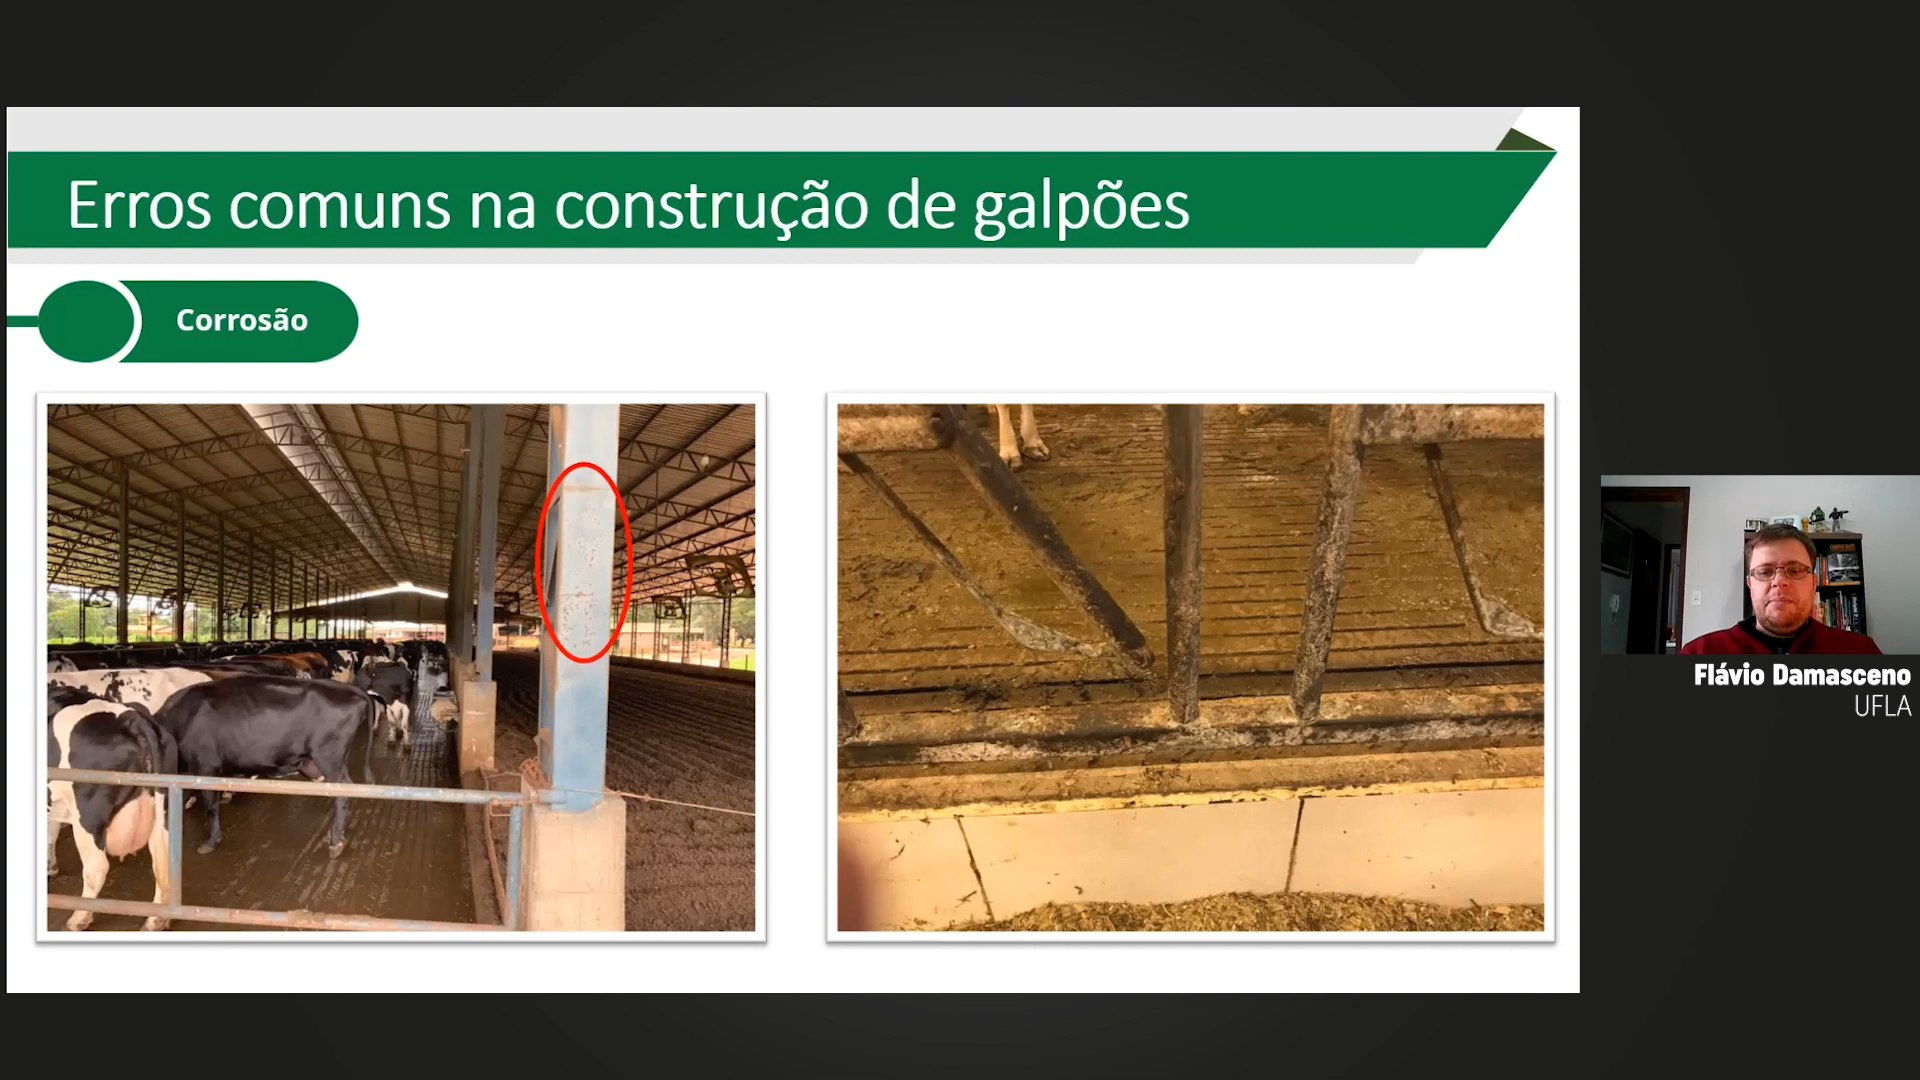 Erros comuns na construção de galpões
Corrosão
Flávio Damasceno
UFLA